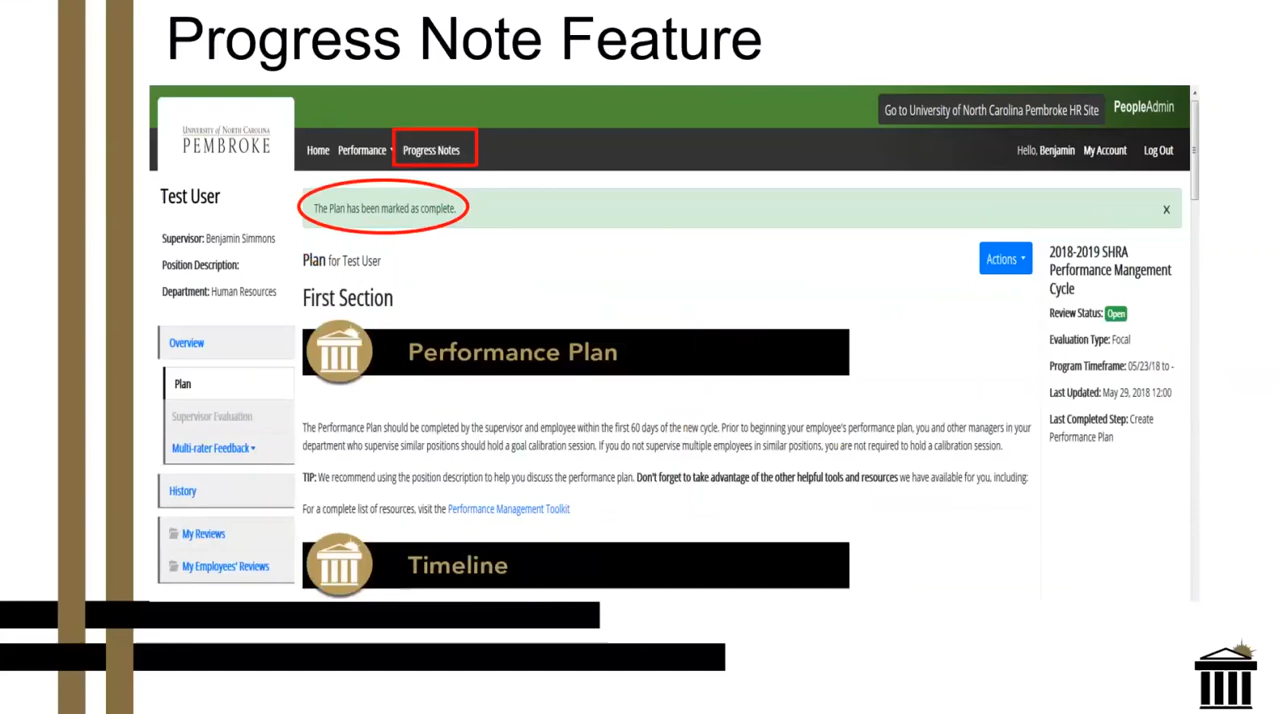 Progress Note Feature
Go to University of North Carolina Pembroke HR Site
PeopleAdmin
UNIVERSITY OF NORTH CAROLINA
PEMBROKE
Home Performance Progress Notes
Hello, Benjamin My Account Log Out
Test User
Supervisor: Benjamin Simmons
Position Description:
Department: Human Resources
Overview
Plan
Supervisor Evaluation
Multi-rater Feedback
History
My Reviews
My Employees' Reviews
The Plan has been marked as complete.
x
Plan for Test User
Actions
First Section
Performance Plan
The Performance Plan should be completed by the supervisor and employee within the first 60 days of the new cycle. Prior to beginning your employee's performance plan, you and other managers in your
department who supervise similar positions should hold a goal calibration session. If you do not supervise multiple employees in similar positions, you are not required to hold a calibration session.
TIP: We recommend using the position description to help you discuss the performance plan. Don't forget to take advantage of the other helpful tools and resources we have available for you, including:
For a complete list of resources, visit the Performance Management Toolkit
Timeline
2018-2019 SHRA
Performance Mangement
Cycle
Review Status: Open
Evaluation Type: Focal
Program Timeframe: 05/23/18 to -
Last Updated: May 29, 2018 12:00
Last Completed Step: Create
Performance Plan